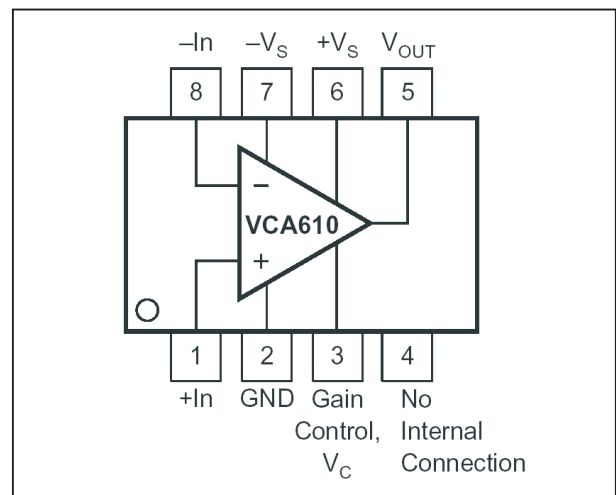 –In –V_S +V_S V_OUT
8 7 6 5
–
VCA610
+
1 2 3 4
+In GND Gain No
Control, Internal
V_C Connection